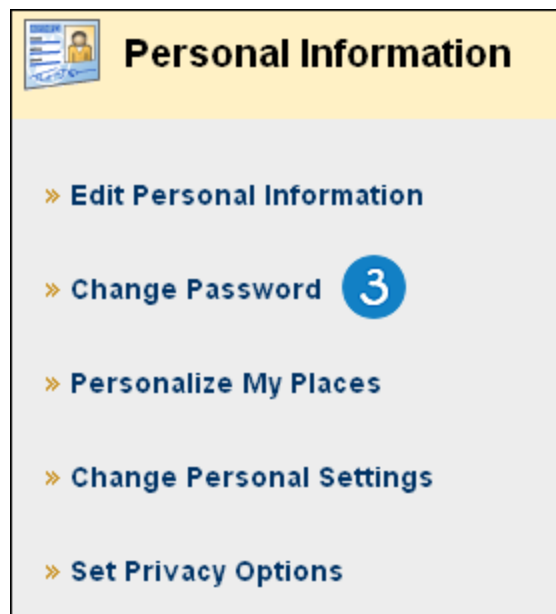 Personal Information
» Edit Personal Information
» Change Password 3
» Personalize My Places
» Change Personal Settings
» Set Privacy Options